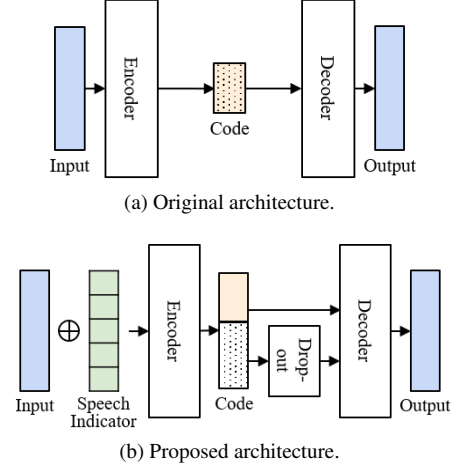 Encoder
Decoder
Code
Input
Output
(a) Original architecture.
Encoder
Decoder
Drop-
out
Input
Speech
Indicator
Code
Output
(b) Proposed architecture.